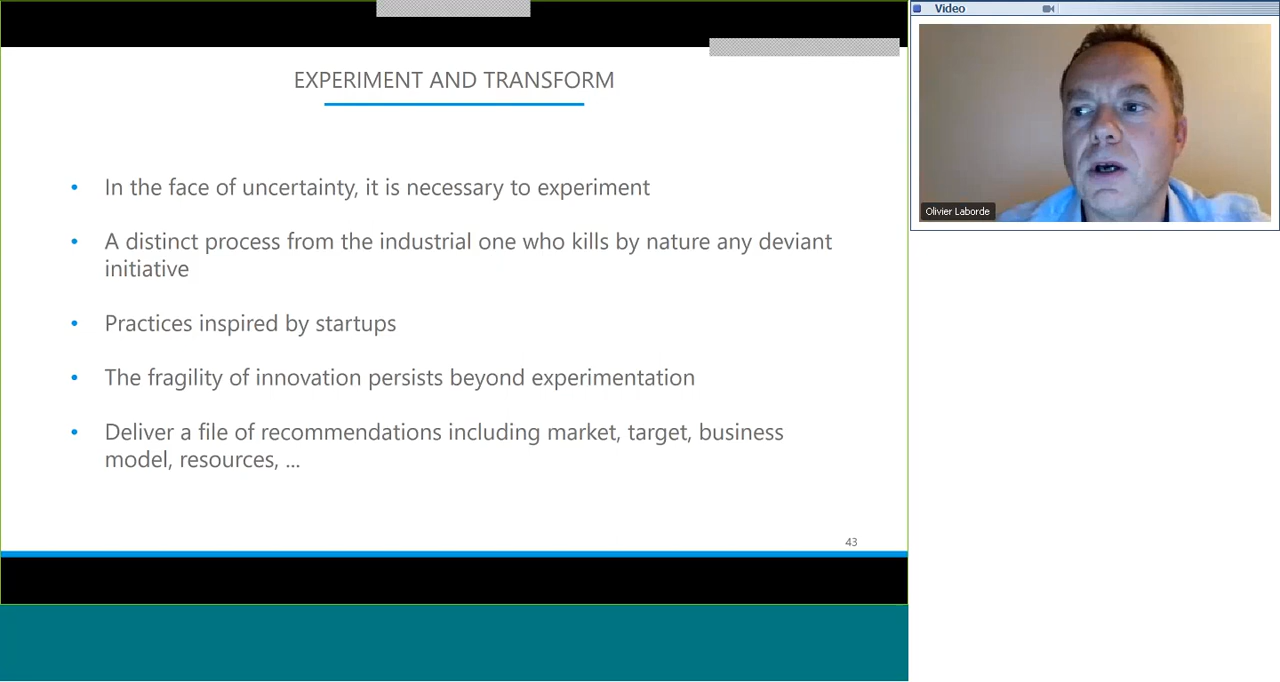 EXPERIMENT AND TRANSFORM
• In the face of uncertainty, it is necessary to experiment
• A distinct process from the industrial one who kills by nature any deviant
initiative
• Practices inspired by startups
• The fragility of innovation persists beyond experimentation
• Deliver a file of recommendations including market, target, business
model, resources, ...
43
Video
Olivier Laborde